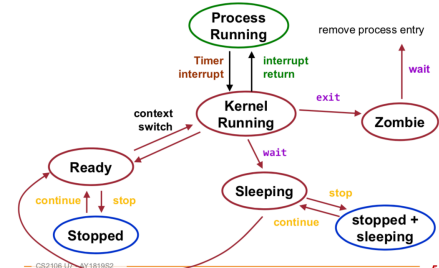 Process
Running
remove process entry
Timer
interrupt
interrupt
return
wait
exit
Kernel
Running
Zombie
context
switch
wait
Ready
Sleeping
stop
continue
stop
continue
stopped +
sleeping
Stopped
AY1819S2